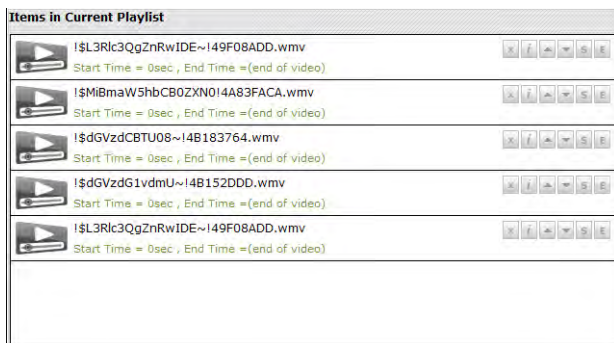 Items in Current Playlist
!$L3Rlc3QgZnRwIDE~!49F08ADD.wmv
x i S E
Start Time = 0sec , End Time =(end of video)
!$MiBmaW5hbCB0ZXN0!4A83FACA.wmv
x i S E
Start Time = 0sec , End Time =(end of video)
!$dGVzdCBTU08~!4B183764.wmv
x i S E
Start Time = 0sec , End Time =(end of video)
!$dGVzdG1vdmU~!4B152DDD.wmv
x i S E
Start Time = 0sec , End Time =(end of video)
!$L3Rlc3QgZnRwIDE~!49F08ADD.wmv
x i S E
Start Time = 0sec , End Time =(end of video)